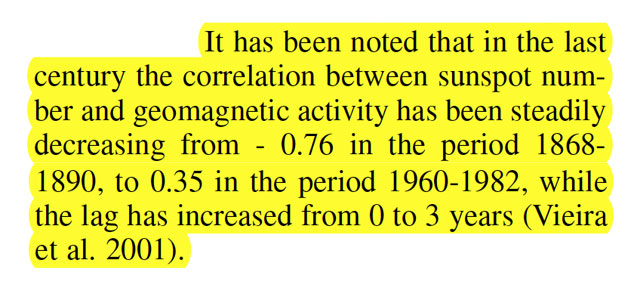 It has been noted that in the last
century the correlation between sunspot num-
ber and geomagnetic activity has been steadily
decreasing from - 0.76 in the period 1868-
1890, to 0.35 in the period 1960-1982, while
the lag has increased from 0 to 3 years (Vieira
et al. 2001).